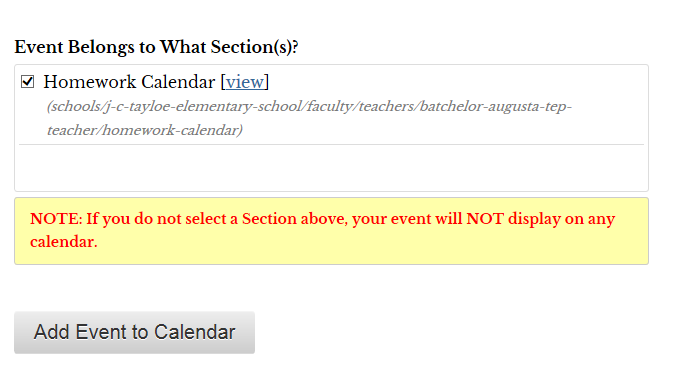 Event Belongs to What Section(s)?
Homework Calendar [view]
(schools/j-c-tayloe-elementary-school/faculty/teachers/batchelor-augusta-tep-
teacher/homework-calendar)
NOTE: If you do not select a Section above, your event will NOT display on any
calendar.
Add Event to Calendar